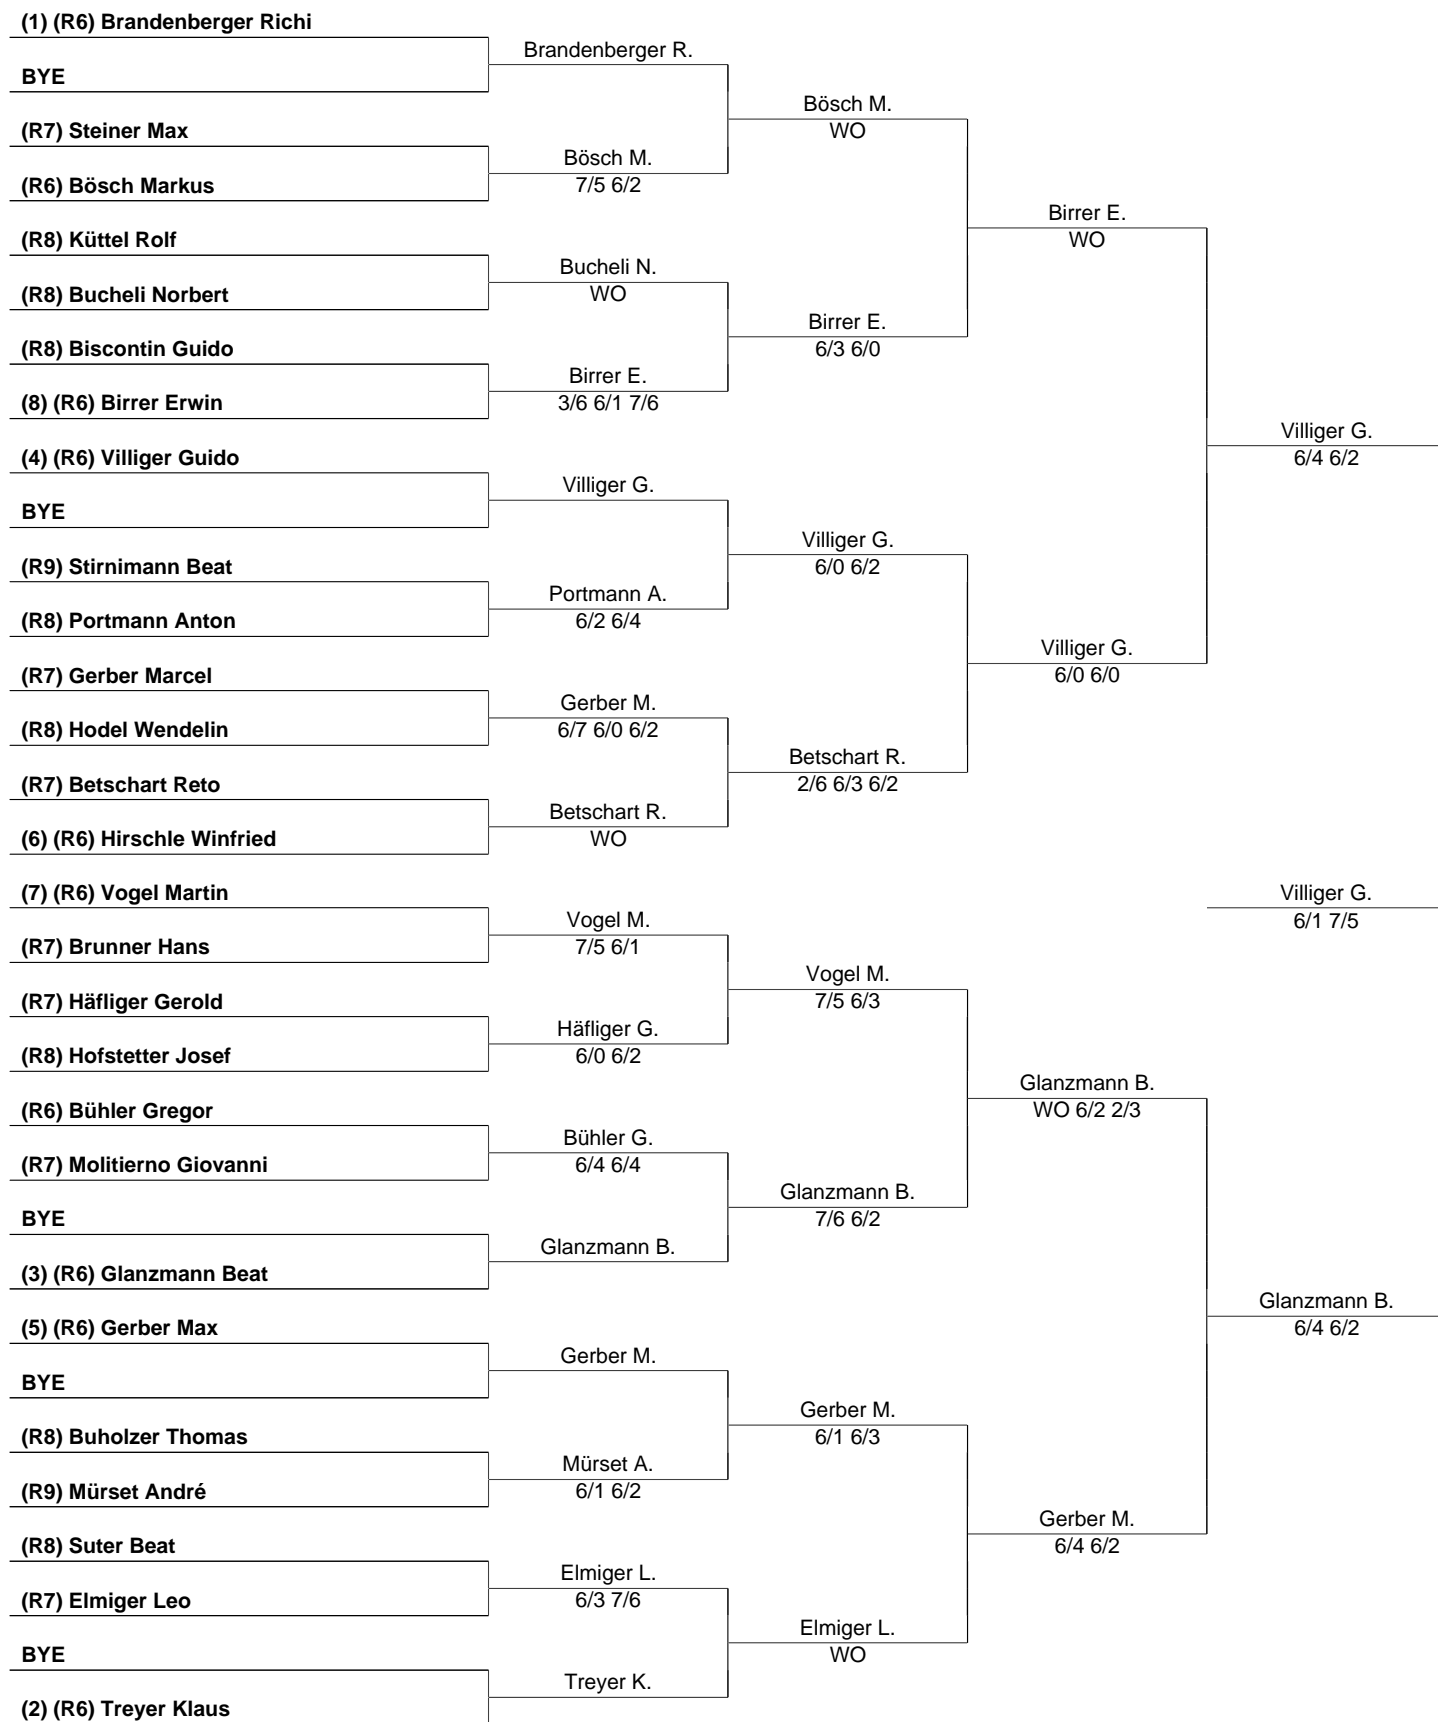 (1) (R6) Brandenberger Richi
BYE
(R7) Steiner Max
(R6) Bösch Markus
(R8) Küttel Rolf
(R8) Bucheli Norbert
(R8) Biscontin Guido
(8) (R6) Birrer Erwin
(4) (R6) Villiger Guido
BYE
(R9) Stirnimann Beat
(R8) Portmann Anton
(R7) Gerber Marcel
(R8) Hodel Wendelin
(R7) Betschart Reto
(6) (R6) Hirschle Winfried
(7) (R6) Vogel Martin
(R7) Brunner Hans
(R7) Häfliger Gerold
(R8) Hofstetter Josef
(R6) Bühler Gregor
(R7) Molitierno Giovanni
BYE
(3) (R6) Glanzmann Beat
(5) (R6) Gerber Max
BYE
(R8) Buholzer Thomas
(R9) Mürset André
(R8) Suter Beat
(R7) Elmiger Leo
BYE
(2) (R6) Treyer Klaus
Brandenberger R.
Bösch M.
7/5 6/2
Bucheli N.
WO
Birrer E.
3/6 6/1 7/6
Villiger G.
Portmann A.
6/2 6/4
Gerber M.
6/7 6/0 6/2
Betschart R.
WO
Vogel M.
7/5 6/1
Häfliger G.
6/0 6/2
Bühler G.
6/4 6/4
Glanzmann B.
Gerber M.
Mürset A.
6/1 6/2
Elmiger L.
6/3 7/6
Treyer K.
Bösch M.
WO
Birrer E.
6/3 6/0
Villiger G.
6/0 6/2
Betschart R.
2/6 6/3 6/2
Vogel M.
7/5 6/3
Glanzmann B.
7/6 6/2
Gerber M.
6/1 6/3
Elmiger L.
WO
Birrer E.
WO
Villiger G.
6/0 6/0
Glanzmann B.
WO 6/2 2/3
Gerber M.
6/4 6/2
Villiger G.
6/4 6/2
Villiger G.
6/1 7/5
Glanzmann B.
6/4 6/2